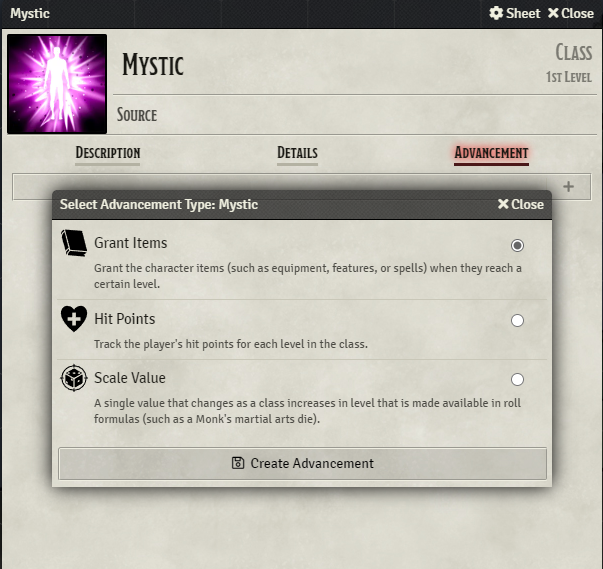 Mystic
Sheet
Close
Mystic
Class
1st Level
Source
Description
Details
Advancement
+
Select Advancement Type: Mystic
Close
Grant Items
Grant the character items (such as equipment, features, or spells) when they reach a
certain level.
Hit Points
Track the player's hit points for each level in the class.
Scale Value
A single value that changes as a class increases in level that is made available in roll
formulas (such as a Monk's martial arts die).
Create Advancement